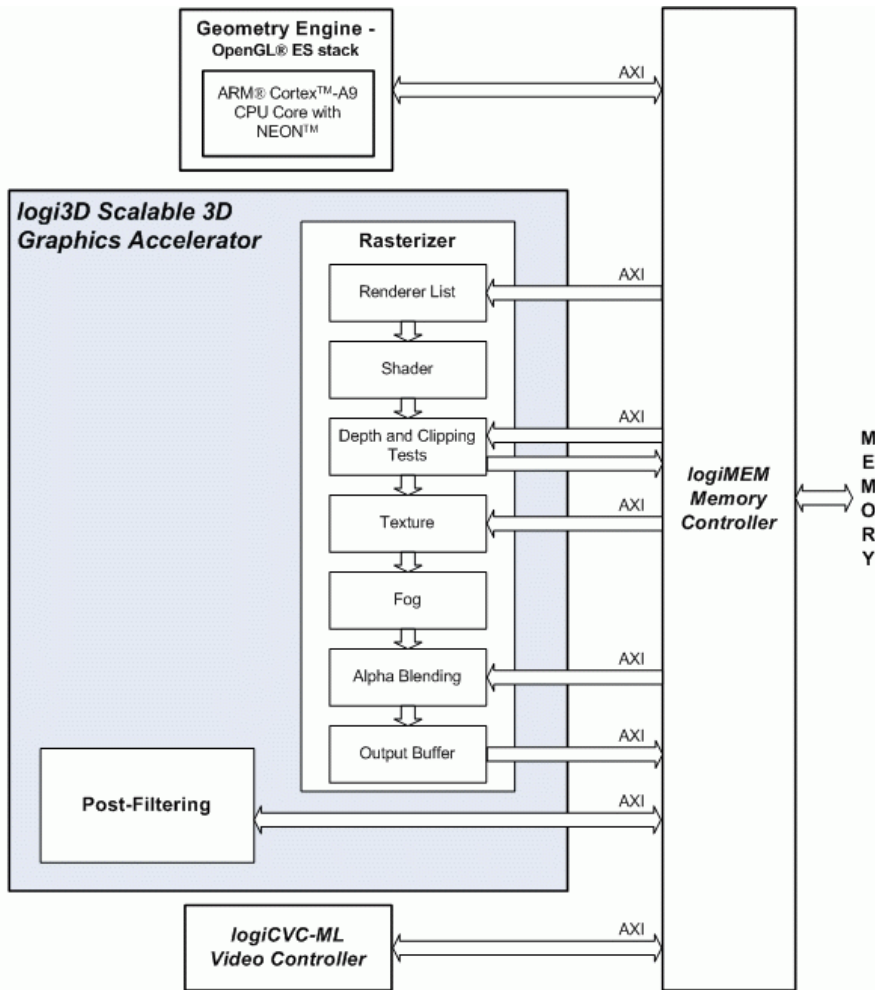 Geometry Engine -
OpenGL® ES stack
ARM® Cortex™-A9
CPU Core with
NEON™
AXI
logi3D Scalable 3D
Graphics Accelerator
Rasterizer
Renderer List
AXI
Shader
Depth and Clipping
Tests
AXI
Texture
AXI
Fog
Alpha Blending
AXI
Output Buffer
AXI
Post-Filtering
AXI
logiCVC-ML
Video Controller
AXI
logiMEM
Memory
Controller
M
E
M
O
R
Y